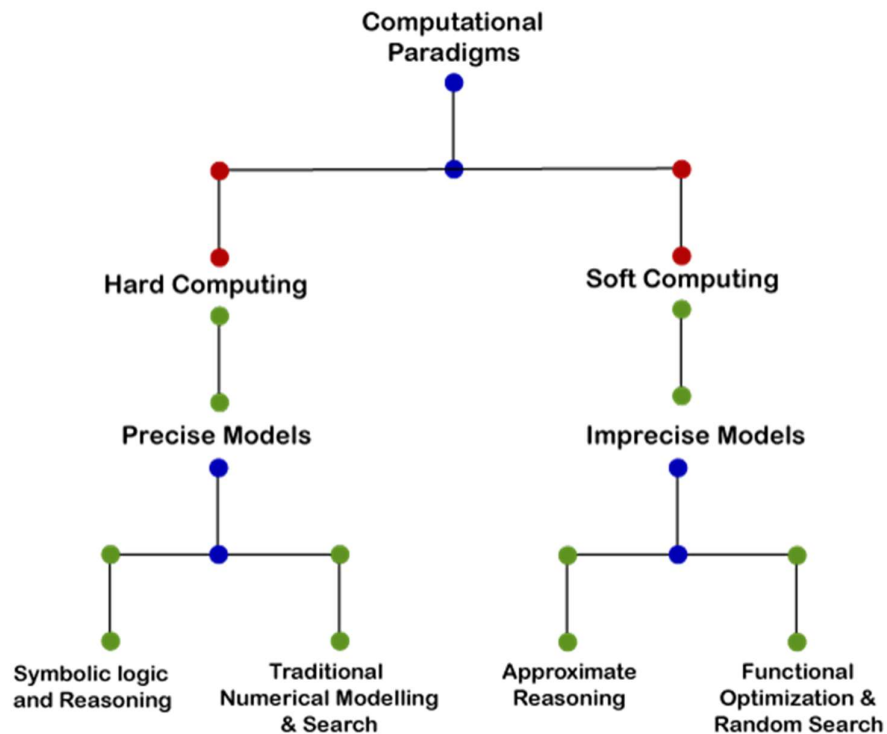 Computational
Paradigms
Hard Computing
Soft Computing
Precise Models
Imprecise Models
Symbolic logic
and Reasoning
Traditional
Numerical Modelling
& Search
Approximate
Reasoning
Functional
Optimization &
Random Search